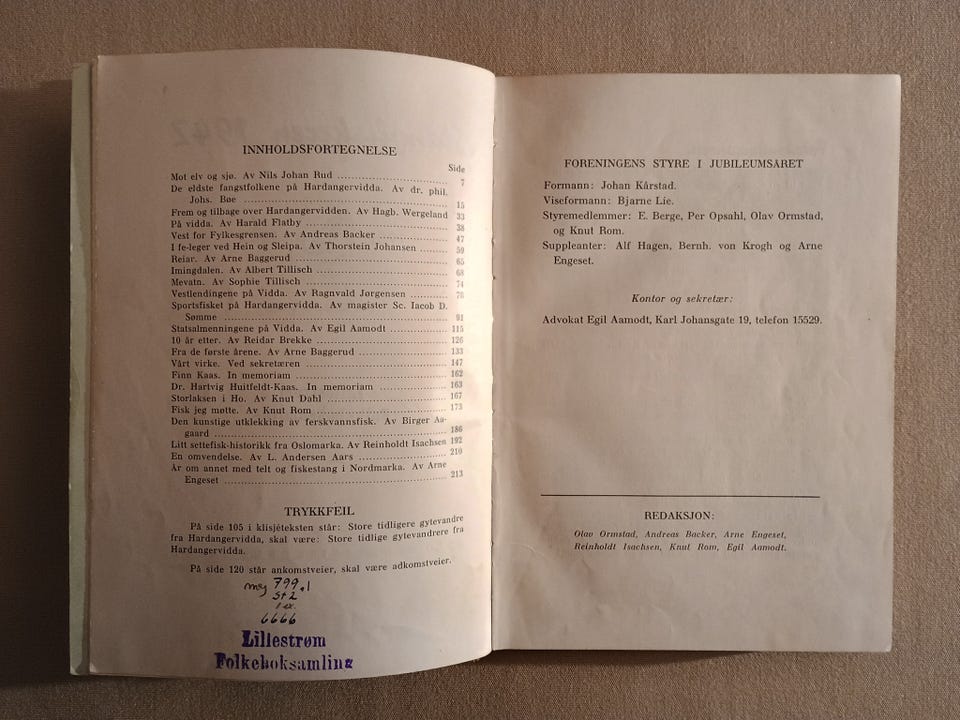 INNHOLDSFORTEGNELSE
Side
Mot elv og sjø. Av Nils Johan Rud ........ 7
De eldste fangstfolkene på Hardangervidda. Av dr. phil.
Johs. Bøe ........ 15
Frem og tilbage over Hardangervidden. Av Hagb. Wergeland 33
På vidda. Av Harald Flatby ........ 38
Vest for Fylkesgrensen. Av Andreas Backer ........ 47
I fe-leger ved Hein og Sleipa. Av Thorstein Johansen ........ 59
Reiar. Av Arne Baggerud ........ 65
Imingdalen. Av Albert Tillisch ........ 68
Mevatn. Av Sophie Tillisch ........ 74
Vestlendingene på Vidda. Av Ragnvald Jørgensen ........ 78
Sportsfisket på Hardangervidda. Av magister Sc. Iacob D.
Sømme ........ 91
Statsalmenningene på Vidda. Av Egil Aamodt ........ 115
10 år etter. Av Reidar Brekke ........ 126
Fra de første årene. Av Arne Baggerud ........ 133
Vårt virke. Ved sekretæren ........ 147
Finn Kaas. In memoriam ........ 162
Dr. Hartvig Huitfeldt-Kaas. In memoriam ........ 163
Storlaksen i Ho. Av Knut Dahl ........ 167
Fisk jeg møtte. Av Knut Rom ........ 173
Den kunstige utklekking av ferskvannsfisk. Av Birger Aa-
gaard ........ 186
Litt settefisk-historikk fra Oslomarka. Av Reinholdt Isachsen 192
En omvendelse. Av L. Andersen Aars ........ 210
År om annet med telt og fiskestang i Nordmarka. Av Arne
Engeset ........ 213
TRYKKFEIL
På side 105 i klisjéteksten står: Store tidligere gytevandre
fra Hardangervidda, skal være: Store tidlige gytevandrere fra
Hardangervidda.
På side 120 står ankomstveier, skal være adkomstveier.
mg 799.1
St2
1 ex.
6666
Lillestrøm
Folkeboksamling
FORENINGENS STYRE I JUBILEUMSÅRET
Formann: Johan Kårstad.
Viseformann: Bjarne Lie.
Styremedlemmer: E. Berge, Per Opsahl, Olav Ormstad,
og Knut Rom.
Suppleanter: Alf Hagen, Bernh. von Krogh og Arne
Engeset.
Kontor og sekretær:
Advokat Egil Aamodt, Karl Johansgate 19, telefon 15529.
REDAKSJON:
Olav Ormstad, Andreas Backer, Arne Engeset,
Reinholdt Isachsen, Knut Rom, Egil Aamodt.